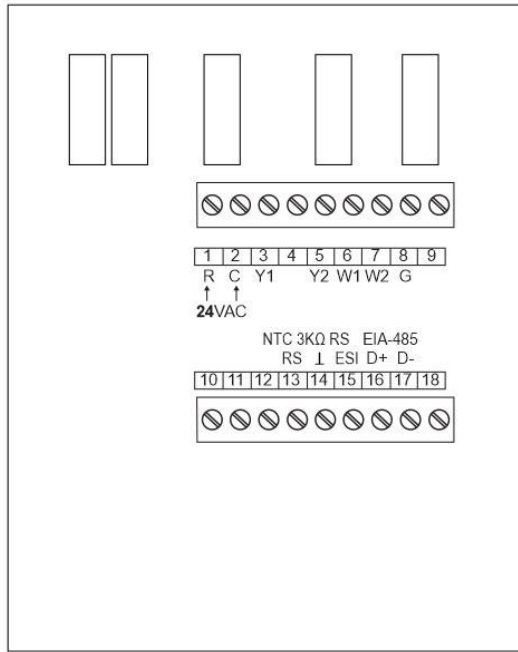 1 2 3 4 5 6 7 8 9
R C Y1 Y2 W1 W2 G
24VAC
NTC 3KΩ RS EIA-485
RS ⊥ ESI D+ D-
10 11 12 13 14 15 16 17 18